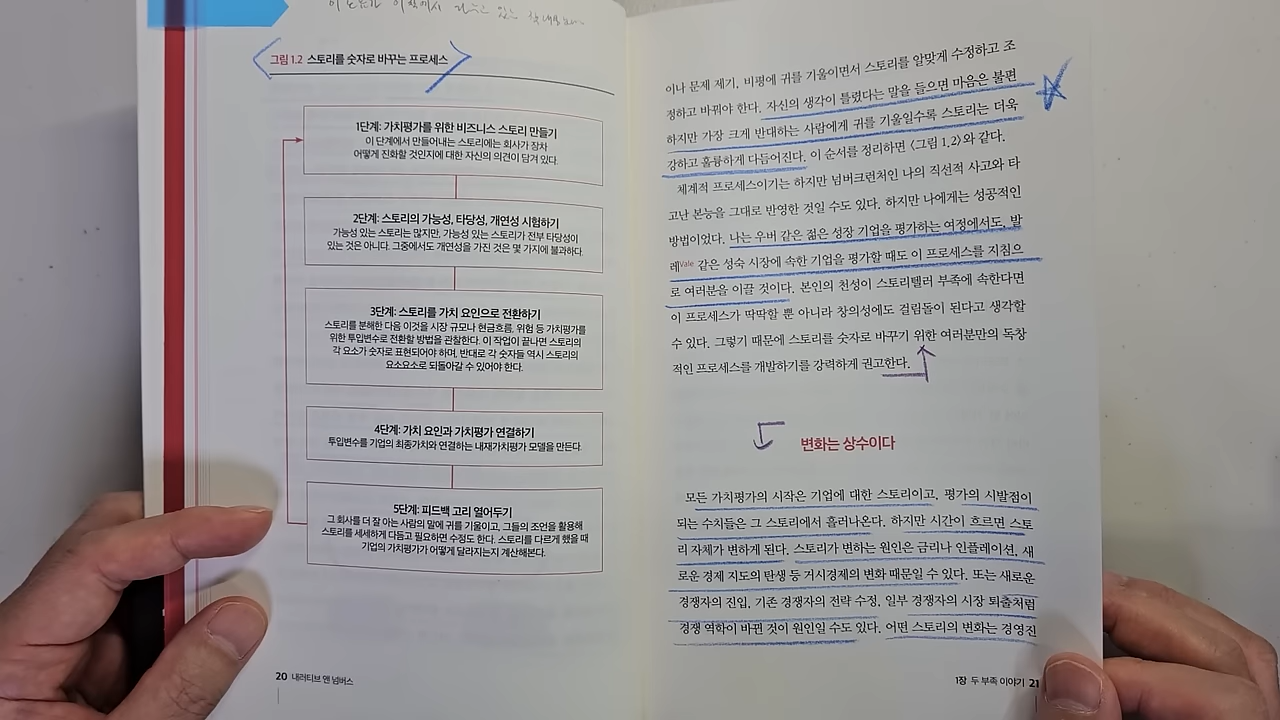 그림 1.2 스토리를 숫자로 바꾸는 프로세스
1단계: 가치평가를 위한 비즈니스 스토리 만들기
이 단계에서 만들어내는 스토리에는 회사가 장차
어떻게 진화할 것인지에 대한 자신의 의견이 담겨 있다.
2단계: 스토리의 가능성, 타당성, 개연성 시험하기
가능성 있는 스토리는 많지만, 가능성 있는 스토리가 전부 타당성이
있는 것은 아니다. 그중에서도 개연성을 가진 것은 몇 가지에 불과하다.
3단계: 스토리를 가치 요인으로 전환하기
스토리를 분해한 다음 이것을 시장 규모나 현금흐름, 위험 등 가치평가를
위한 투입변수로 전환할 방법을 관찰한다. 이 작업이 끝나면 스토리의
각 요소가 숫자로 표현되어야 하며, 반대로 각 숫자들 역시 스토리의
요소요소로 되돌아갈 수 있어야 한다.
4단계: 가치 요인과 가치평가 연결하기
투입변수를 기업의 최종가치와 연결하는 내재가치평가 모델을 만든다.
5단계: 피드백 고리 열어두기
그 회사를 더 잘 아는 사람의 말에 귀를 기울이고, 그들의 조언을 활용해
스토리를 세세하게 다듬고 필요하면 수정도 한다. 스토리를 다르게 했을 때
기업의 가치평가가 어떻게 달라지는지 계산해본다.
20 내러티브 앤 넘버스
이나 문제 제기, 비평에 귀를 기울이면서 스토리를 알맞게 수정하고 조
정하고 바꿔야 한다. 자신의 생각이 틀렸다는 말을 들으면 마음은 불편
하지만 가장 크게 반대하는 사람에게 귀를 기울일수록 스토리는 더욱
강하고 훌륭하게 다듬어진다. 이 순서를 정리하면 〈그림 1.2〉와 같다.
체계적 프로세스이기는 하지만 넘버크런처인 나의 직선적 사고와 타
고난 본능을 그대로 반영한 것일 수도 있다. 하지만 나에게는 성공적인
방법이었다. 나는 우버 같은 젊은 성장 기업을 평가하는 여정에서도, 발
레Vale 같은 성숙 시장에 속한 기업을 평가할 때도 이 프로세스를 지침으
로 여러분을 이끌 것이다. 본인의 천성이 스토리텔러 부족에 속한다면
이 프로세스가 딱딱할 뿐 아니라 창의성에도 걸림돌이 된다고 생각할
수 있다. 그렇기 때문에 스토리를 숫자로 바꾸기 위한 여러분만의 독창
적인 프로세스를 개발하기를 강력하게 권고한다.
변화는 상수이다
모든 가치평가의 시작은 기업에 대한 스토리이고, 평가의 시발점이
되는 수치들은 그 스토리에서 흘러나온다. 하지만 시간이 흐르면 스토
리 자체가 변하게 된다. 스토리가 변하는 원인은 금리나 인플레이션, 새
로운 경제 지도의 탄생 등 거시경제의 변화 때문일 수 있다. 또는 새로운
경쟁자의 진입, 기존 경쟁자의 전략 수정, 일부 경쟁자의 시장 퇴출처럼
경쟁 역학이 바뀐 것이 원인일 수도 있다. 어떤 스토리의 변화는 경영진
1장 두 부족 이야기 21